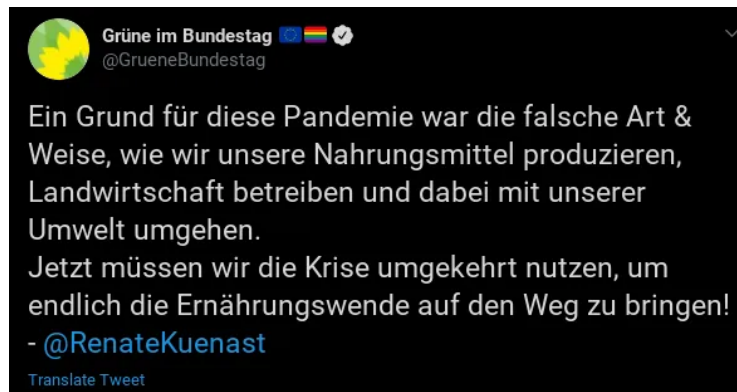 Grüne im Bundestag 🇪🇺🏳️‍🌈
@GrueneBundestag
Ein Grund für diese Pandemie war die falsche Art &
Weise, wie wir unsere Nahrungsmittel produzieren,
Landwirtschaft betreiben und dabei mit unserer
Umwelt umgehen.
Jetzt müssen wir die Krise umgekehrt nutzen, um
endlich die Ernährungswende auf den Weg zu bringen!
- @RenateKuenast
Translate Tweet